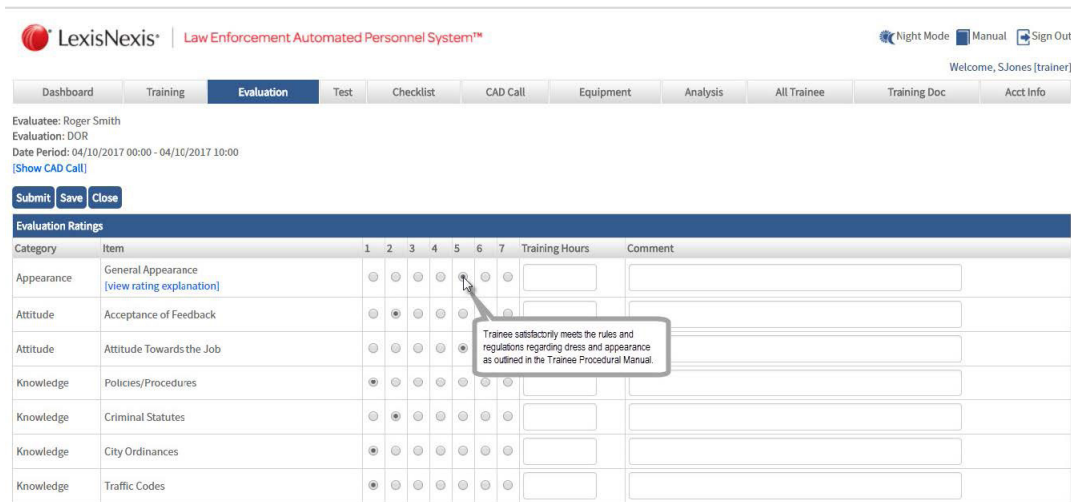 LexisNexis® | Law Enforcement Automated Personnel System™
Night Mode Manual Sign Out
Welcome, SJones [trainer]
Dashboard Training Evaluation Test Checklist CAD Call Equipment Analysis All Trainee Training Doc Acct Info
Evaluatee: Roger Smith
Evaluation: DOR
Date Period: 04/10/2017 00:00 - 04/10/2017 10:00
[Show CAD Call]
Submit Save Close
Evaluation Ratings
Category Item 1 2 3 4 5 6 7 Training Hours Comment
Appearance General Appearance
[view rating explanation]
Attitude Acceptance of Feedback
Trainee satisfactorily meets the rules and
regulations regarding dress and appearance
as outlined in the Trainee Procedural Manual.
Attitude Attitude Towards the Job
Knowledge Policies/Procedures
Knowledge Criminal Statutes
Knowledge City Ordinances
Knowledge Traffic Codes